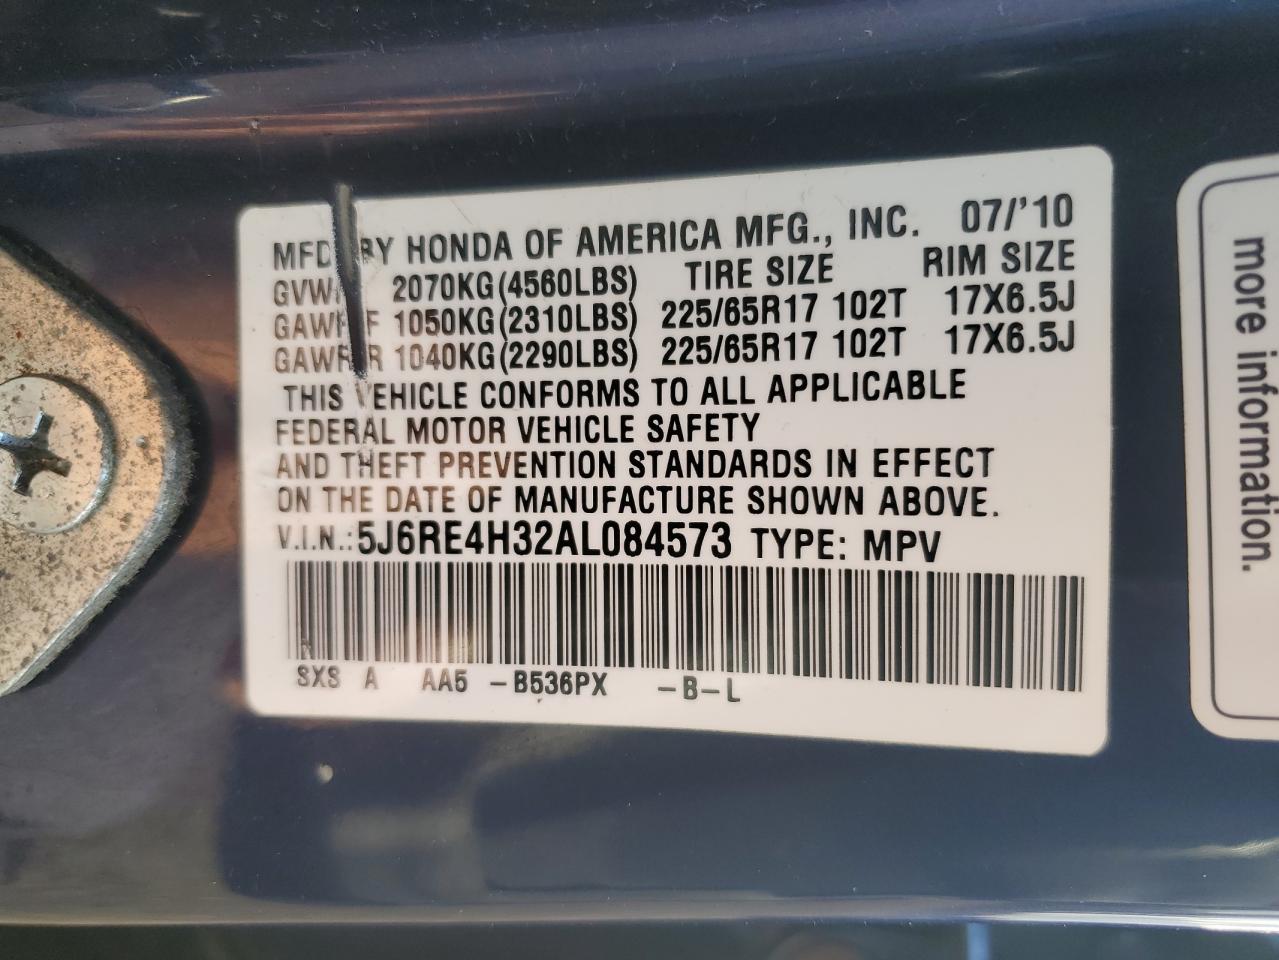 MFD BY HONDA OF AMERICA MFG., INC. 07/'10
GVWR 2070KG(4560LBS) TIRE SIZE RIM SIZE
GAWR F 1050KG(2310LBS) 225/65R17 102T 17X6.5J
GAWR R 1040KG(2290LBS) 225/65R17 102T 17X6.5J
THIS VEHICLE CONFORMS TO ALL APPLICABLE
FEDERAL MOTOR VEHICLE SAFETY
AND THEFT PREVENTION STANDARDS IN EFFECT
ON THE DATE OF MANUFACTURE SHOWN ABOVE.
V.I.N.:5J6RE4H32AL084573 TYPE: MPV
SXS A AA5 -B536PX -B-L
more information.